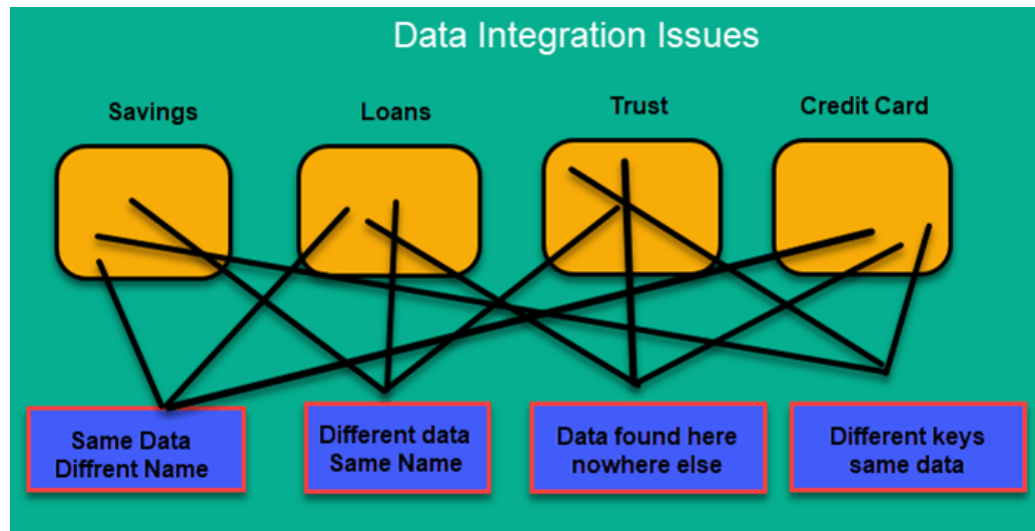 Data Integration Issues
Savings
Loans
Trust
Credit Card
Same Data
Diffrent Name
Different data
Same Name
Data found here
nowhere else
Different keys
same data